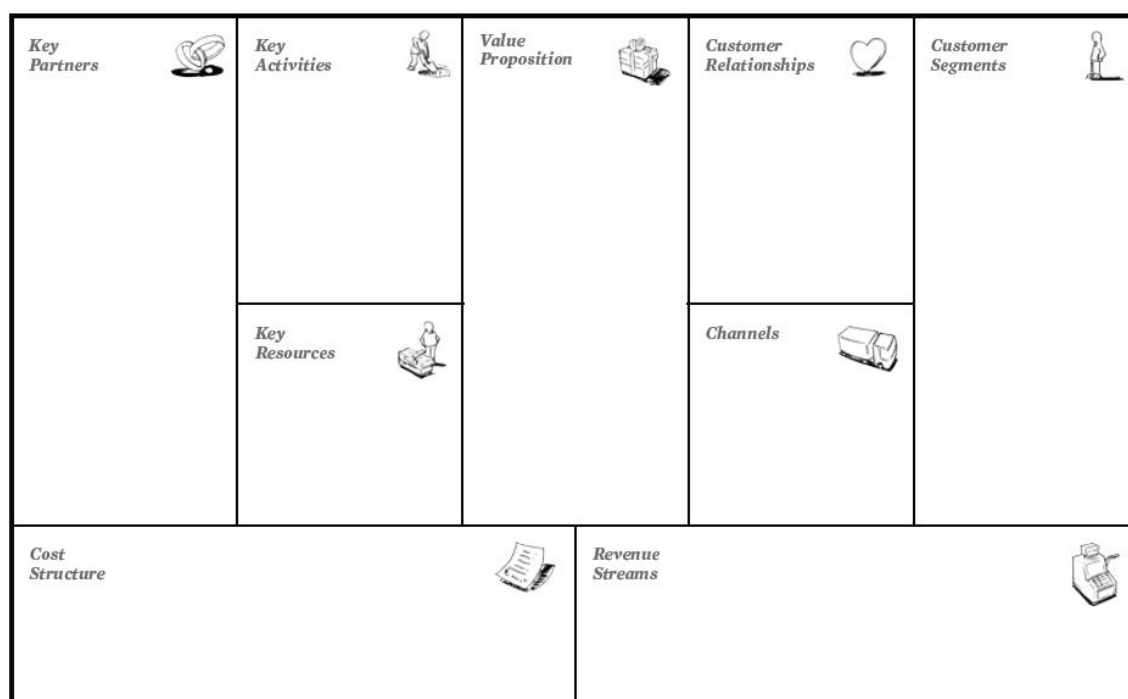 Key
Partners
Key
Activities
Value
Proposition
Customer
Relationships
Customer
Segments
Key
Resources
Channels
Cost
Structure
Revenue
Streams